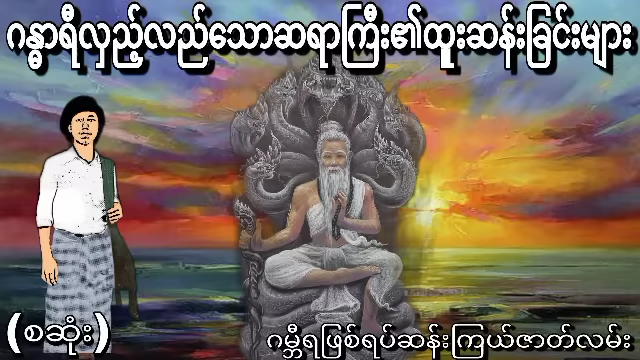 ဂန္ဓာရီလှည့်လည်သောဆရာကြီး၏ထူးဆန်းခြင်းများ
(စဆုံး)
ဂမ္ဘီရဖြစ်ရပ်ဆန်းကြယ်ဇာတ်လမ်း